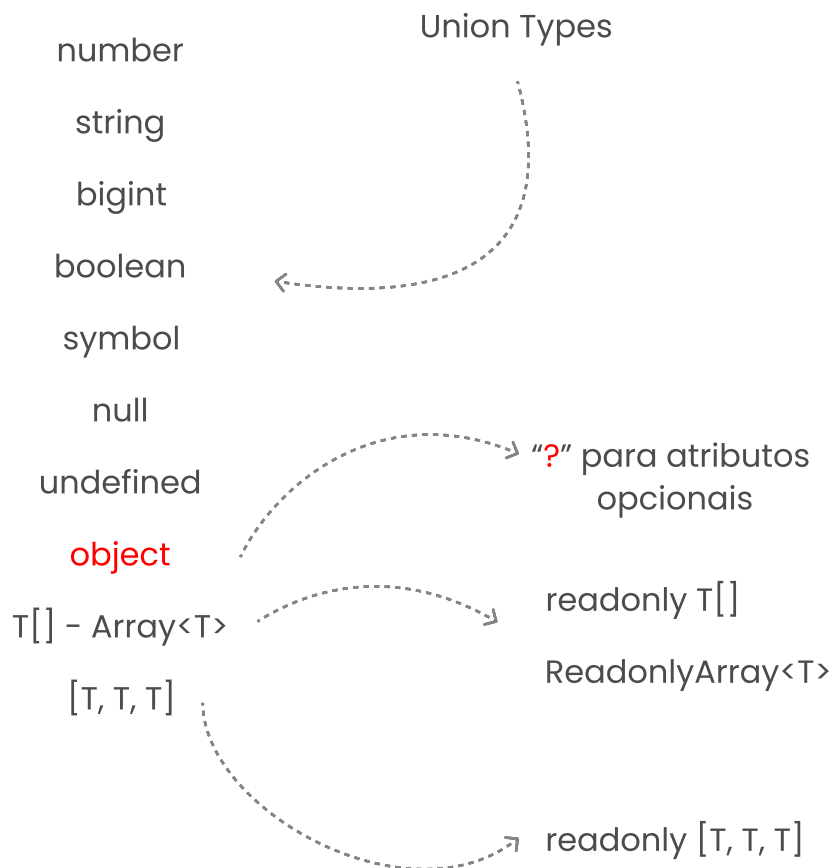 Union Types
number
string
bigint
boolean
symbol
null
undefined
object
T[] - Array<T>
[T, T, T]
“?” para atributos
opcionais
readonly T[]
ReadonlyArray<T>
readonly [T, T, T]